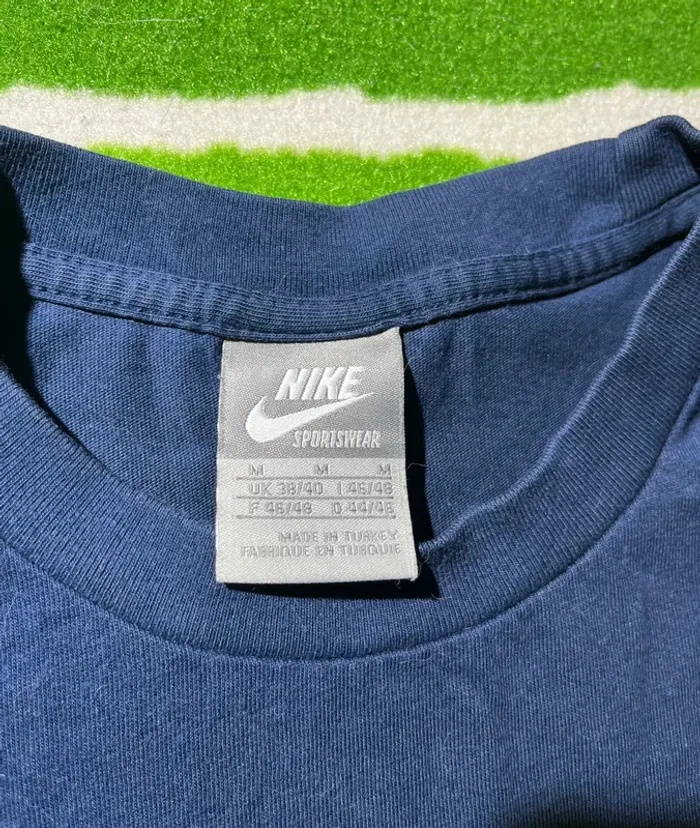 NIKE
SPORTSWEAR
M M M
UK 38/40 I 46/48
F 46/48 D 44/46
MADE IN TURKEY
FABRIQUE EN TURQUIE